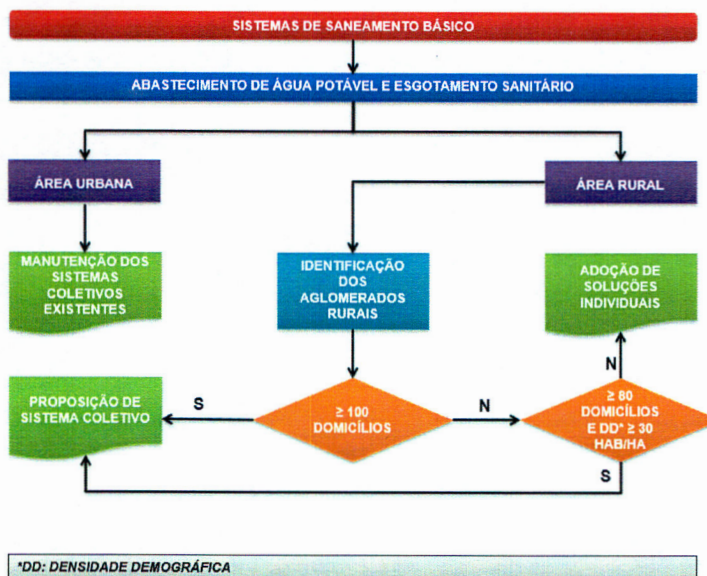 SISTEMAS DE SANEAMENTO BÁSICO
ABASTECIMENTO DE ÁGUA POTÁVEL E ESGOTAMENTO SANITÁRIO
ÁREA URBANA
ÁREA RURAL
MANUTENÇÃO DOS
SISTEMAS
COLETIVOS
EXISTENTES
IDENTIFICAÇÃO
DOS
AGLOMERADOS
RURAIS
ADOÇÃO DE
SOLUÇÕES
INDIVIDUAIS
N
PROPOSIÇÃO DE
SISTEMA COLETIVO
S
≥ 100
DOMICÍLIOS
N
≥ 80
DOMICÍLIOS
E DD* ≥ 30
HAB/HA
S
*DD: DENSIDADE DEMOGRÁFICA